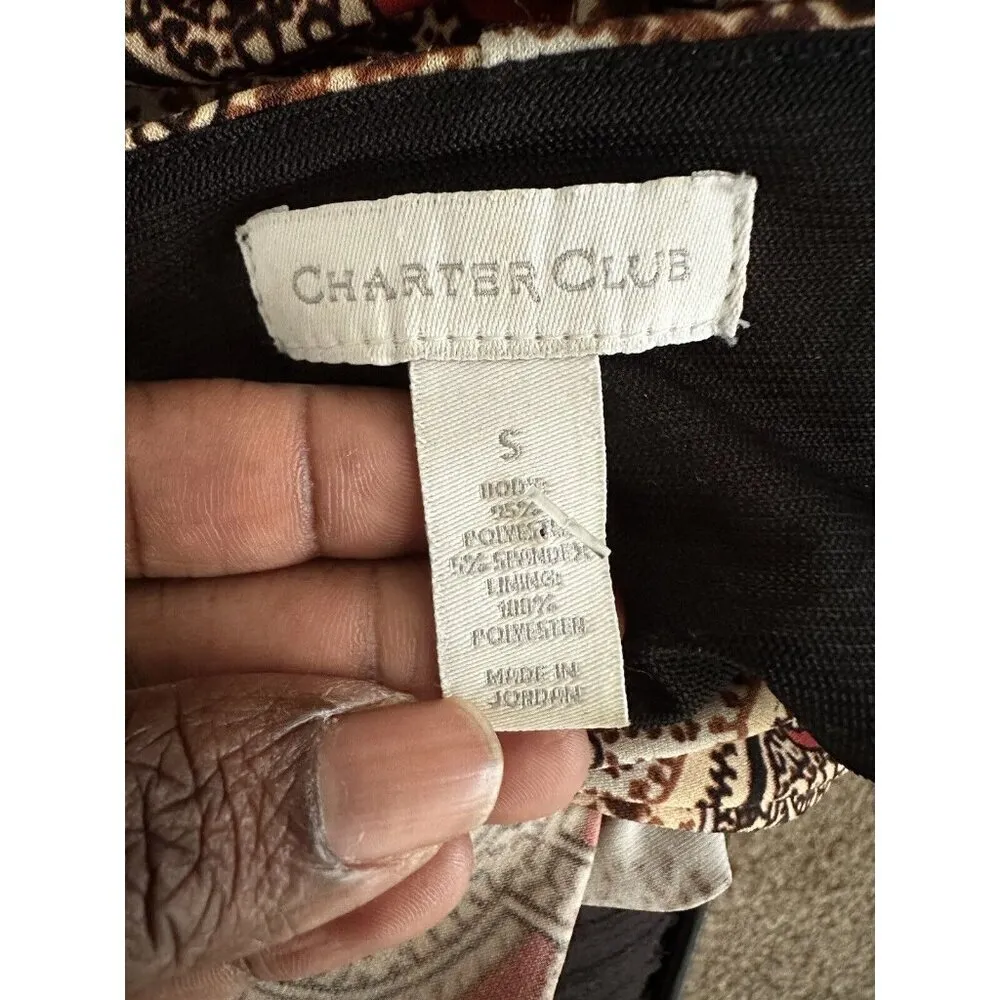 CHARTER CLUB
S
BODY:
95%
POLYESTER
5% SPANDEX
LINING:
100%
POLYESTER
MADE IN
JORDAN